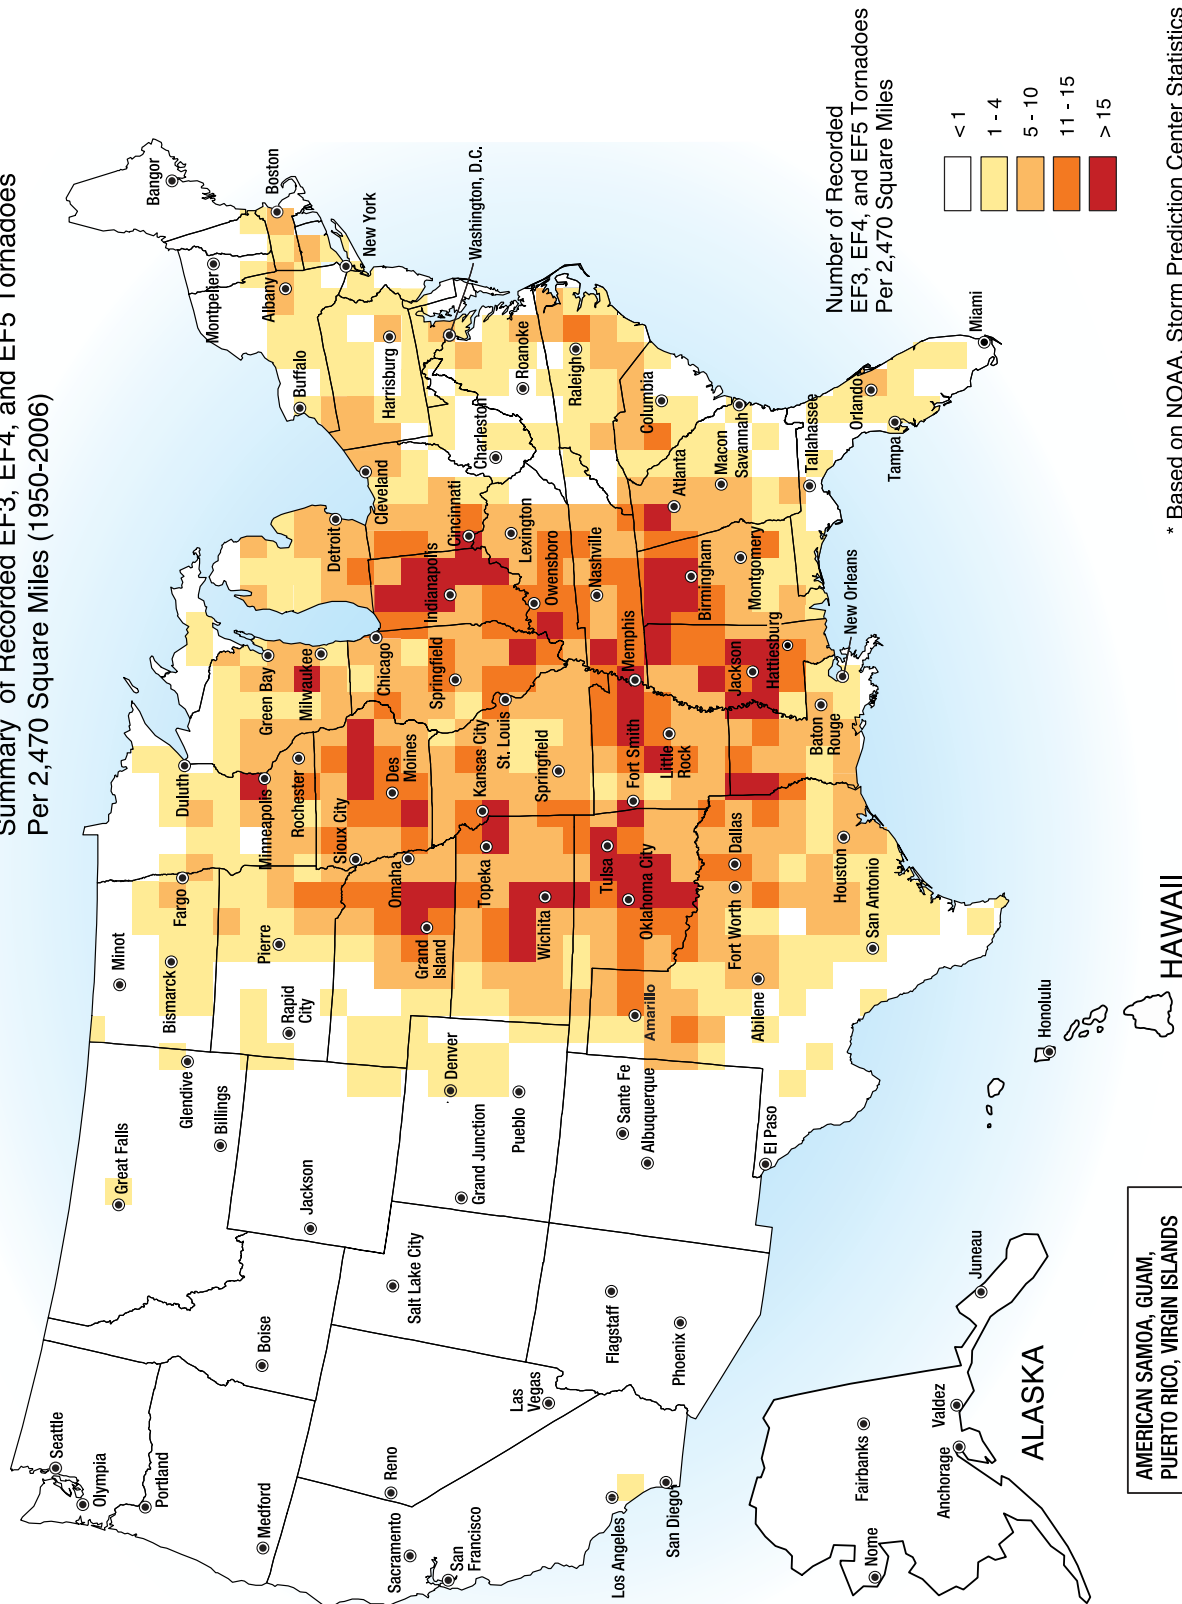 Summary of Recorded EF3, EF4, and EF5 Tornadoes
Per 2,470 Square Miles (1950-2006)
Seattle
Olympia
Portland
Medford
Boise
Great Falls
Glendive
Billings
Minot
Bismarck
Fargo
Duluth
Bangor
Montpelier
Boston
Albany
Buffalo
New York
Harrisburg
Washington, D.C.
Minneapolis
Rochester
Green Bay
Milwaukee
Detroit
Cleveland
Pierre
Rapid
City
Jackson
Reno
Sacramento
San
Francisco
Salt Lake City
Las
Vegas
Los Angeles
San Diego
Flagstaff
Phoenix
Grand Junction
Denver
Pueblo
Sante Fe
Albuquerque
El Paso
Sioux City
Omaha
Grand
Island
Des
Moines
Chicago
Springfield
Indianapolis
Cincinnati
Charleston
Roanoke
Topeka
Kansas City
St. Louis
Springfield
Wichita
Lexington
Owensboro
Nashville
Raleigh
Tulsa
Oklahoma City
Amarillo
Fort Smith
Little
Rock
Memphis
Birmingham
Montgomery
Atlanta
Macon
Savannah
Columbia
Fort Worth
Dallas
Abilene
Houston
San Antonio
Jackson
Hattiesburg
Baton
Rouge
New Orleans
Tallahassee
Orlando
Tampa
Miami
Number of Recorded
EF3, EF4, and EF5 Tornadoes
Per 2,470 Square Miles
< 1
1 - 4
5 - 10
11 - 15
> 15
* Based on NOAA, Storm Prediction Center Statistics
Fairbanks
Nome
Anchorage
Valdez
Juneau
ALASKA
Honolulu
HAWAII
AMERICAN SAMOA, GUAM,
PUERTO RICO, VIRGIN ISLANDS